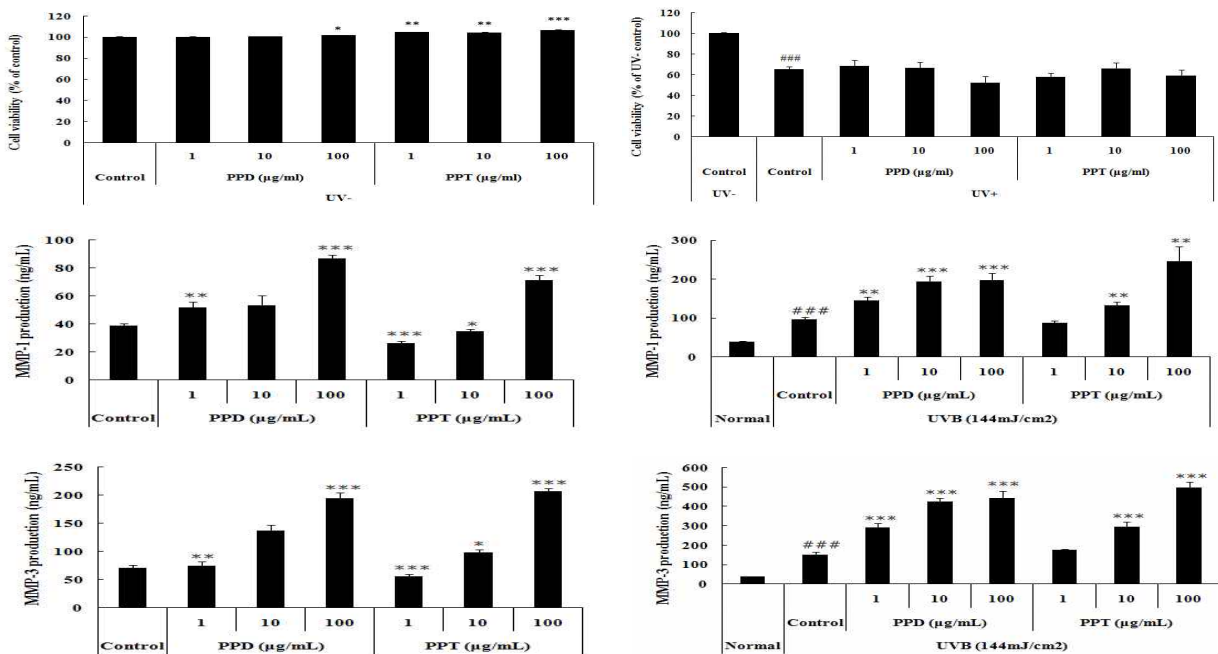 Cell viability (% of control)
120
100
80
60
40
20
0
* ** ** ***
1 10 100 1 10 100
Control PPD (µg/ml) PPT (µg/ml)
UV-
Cell viability (% of UV- control)
120
100
80
60
40
20
0
###
1 10 100 1 10 100
Control Control PPD (µg/ml) PPT (µg/ml)
UV- UV+
MMP-1 production (ng/mL)
100
80
60
40
20
0
** *** *** * ***
1 10 100 1 10 100
Control PPD (µg/mL) PPT (µg/mL)
MMP-1 production (ng/mL)
300
200
100
0
### ** *** *** ** **
1 10 100 1 10 100
Control PPD (µg/mL) PPT (µg/mL)
Normal UVB (144mJ/cm2)
MMP-3 production (ng/mL)
250
200
150
100
50
0
** *** *** * ***
1 10 100 1 10 100
Control PPD (µg/mL) PPT (µg/mL)
MMP-3 production (ng/mL)
600
500
400
300
200
100
0
### *** *** *** *** ***
1 10 100 1 10 100
Control PPD (µg/mL) PPT (µg/mL)
Normal UVB (144mJ/cm2)